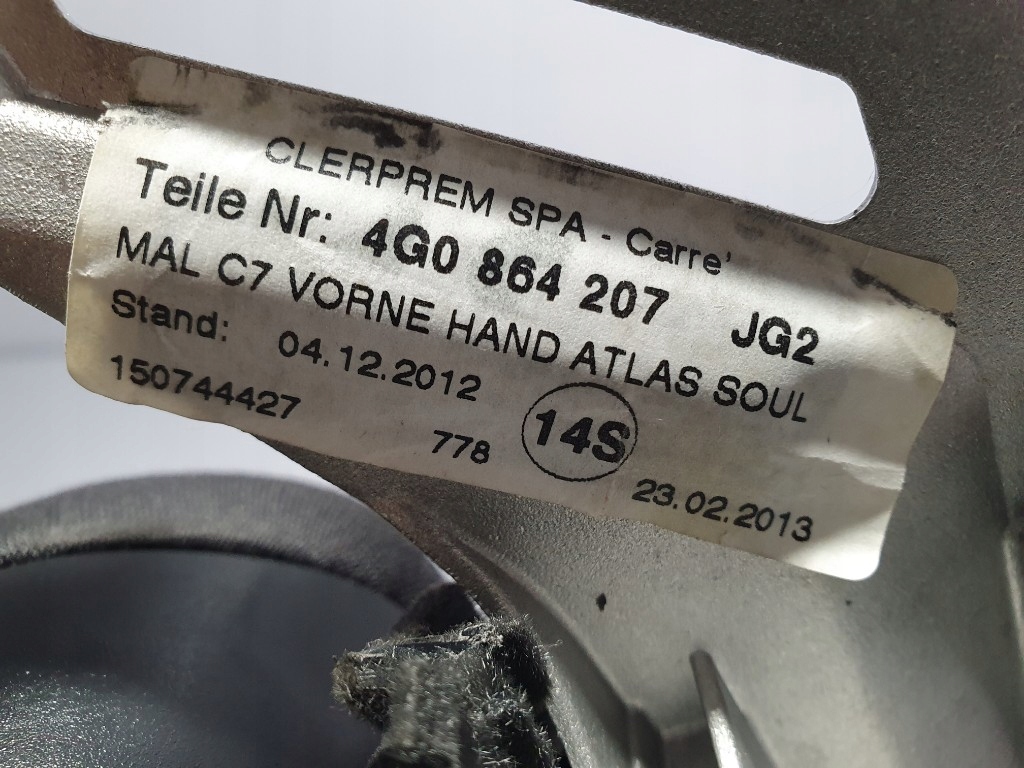 CLERPREM SPA - Carre'
Teile Nr: 4G0 864 207 JG2
MAL C7 VORNE HAND ATLAS SOUL
Stand: 04.12.2012
150744427 778 14S 23.02.2013